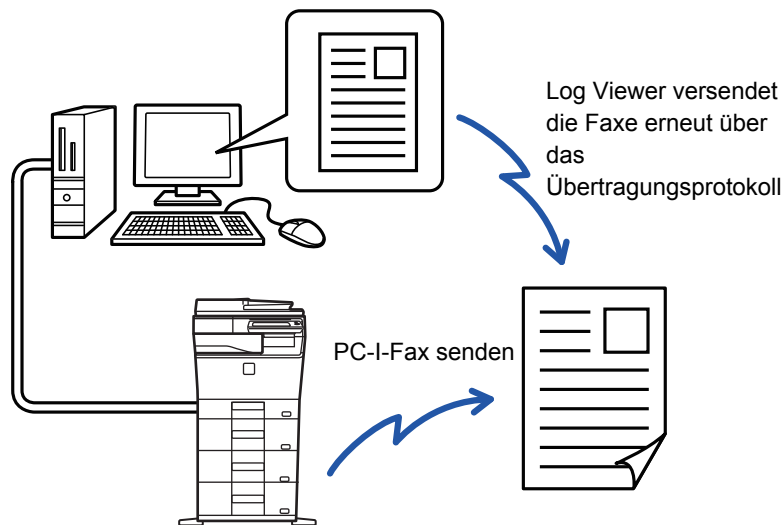 Log Viewer versendet
die Faxe erneut über
das
Übertragungsprotokoll
PC-I-Fax senden